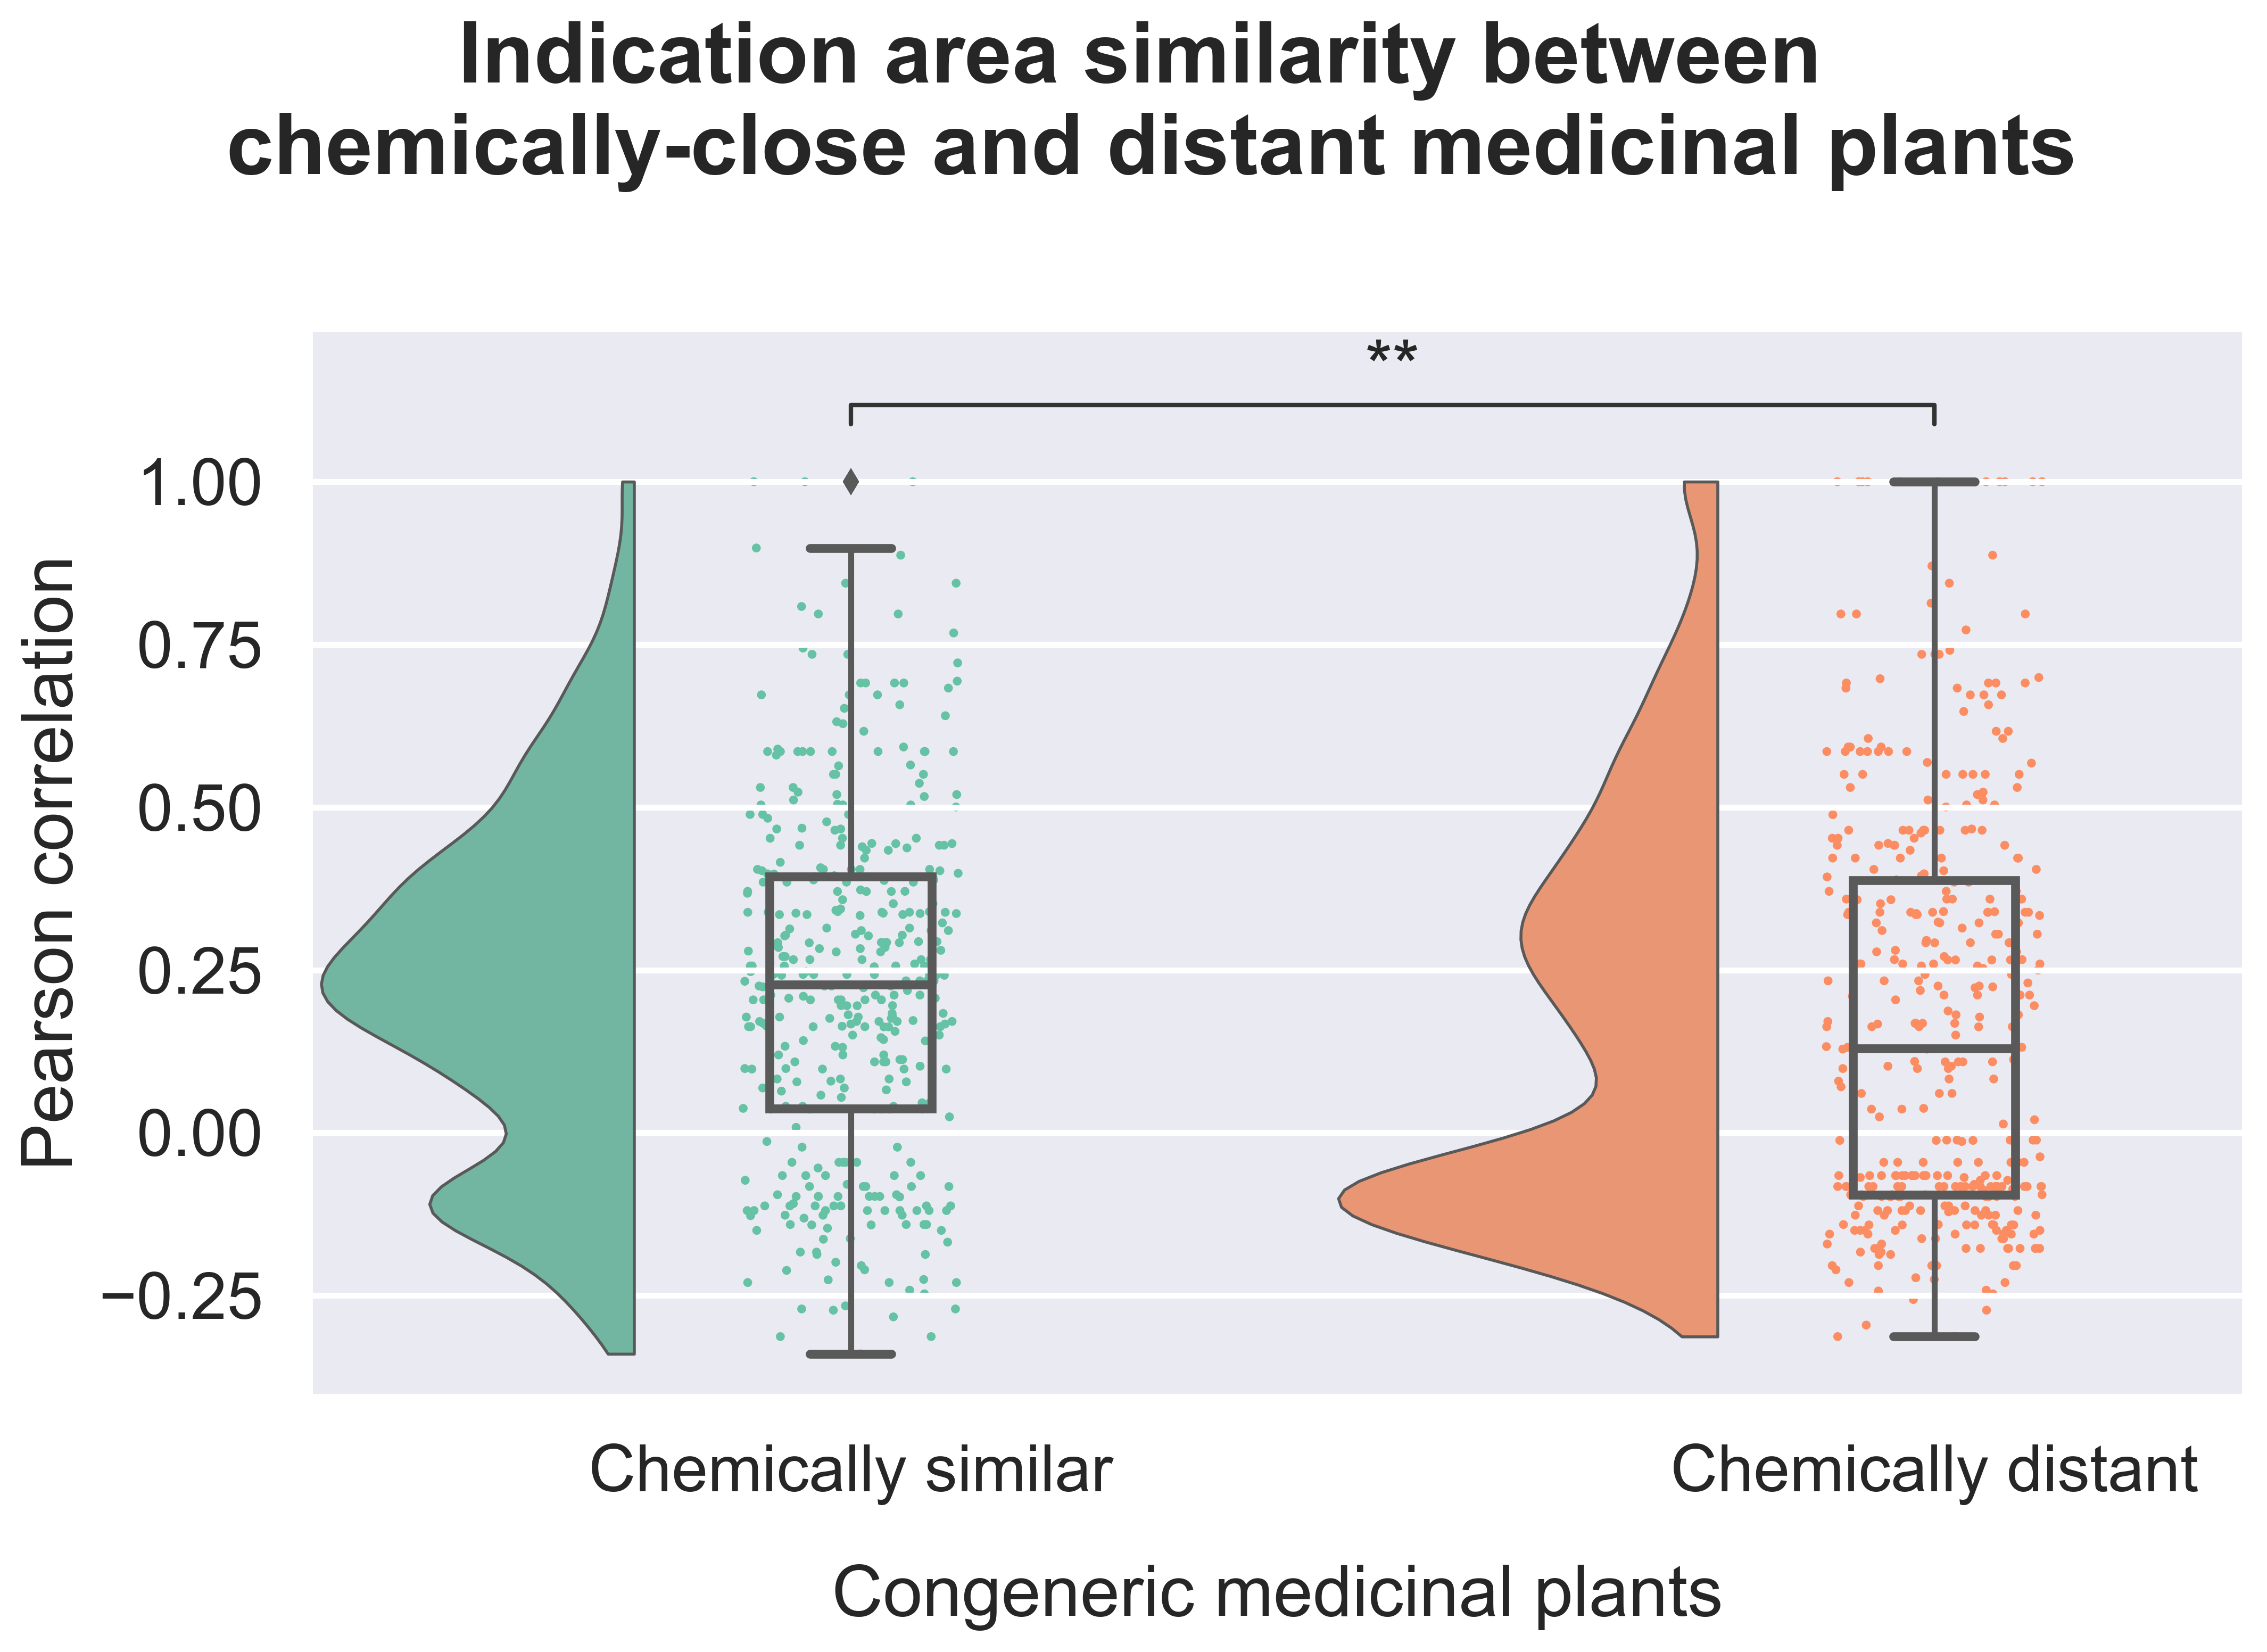 Indication area similarity between
chemically-close and distant medicinal plants
**
1.00
0.75
0.50
0.25
0.00
−0.25
Pearson correlation
Chemically similar
Chemically distant
Congeneric medicinal plants